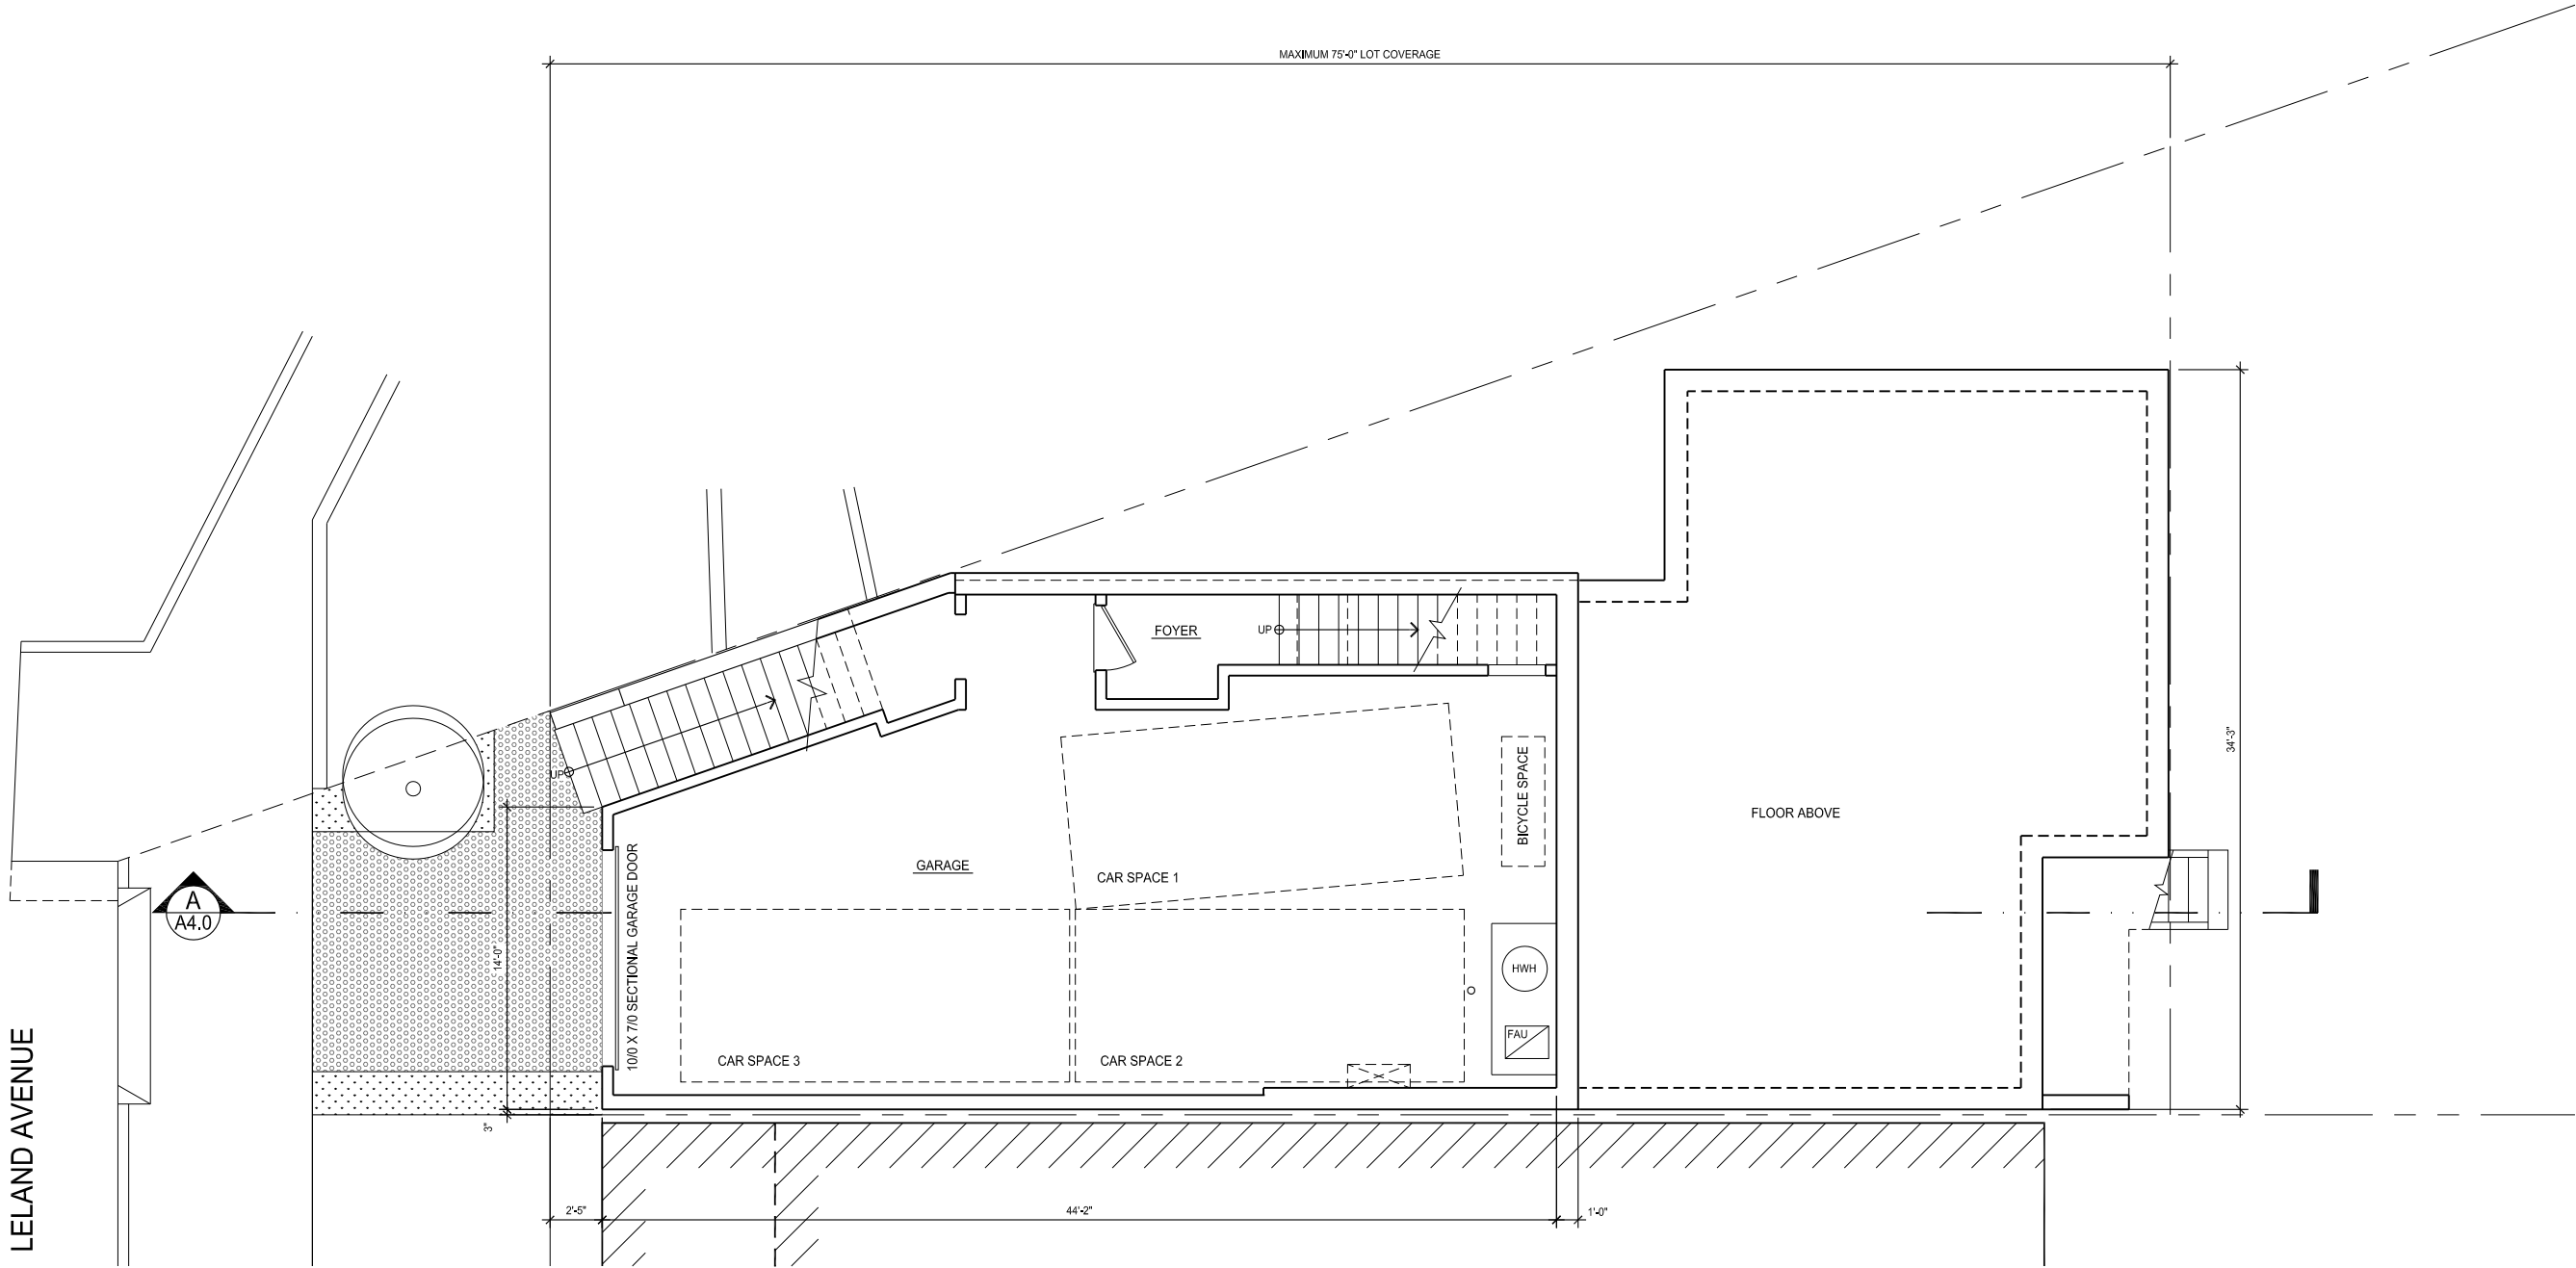 MAXIMUM 75'-0" LOT COVERAGE
FOYER
UP
UP
34'-3"
BICYCLE SPACE
FLOOR ABOVE
GARAGE
CAR SPACE 1
10/0 X 7/0 SECTIONAL GARAGE DOOR
A
A4.0
14'-0"
HWH
FAU
CAR SPACE 3
CAR SPACE 2
3"
LELAND AVENUE
2'-5"
44'-2"
1'-0"